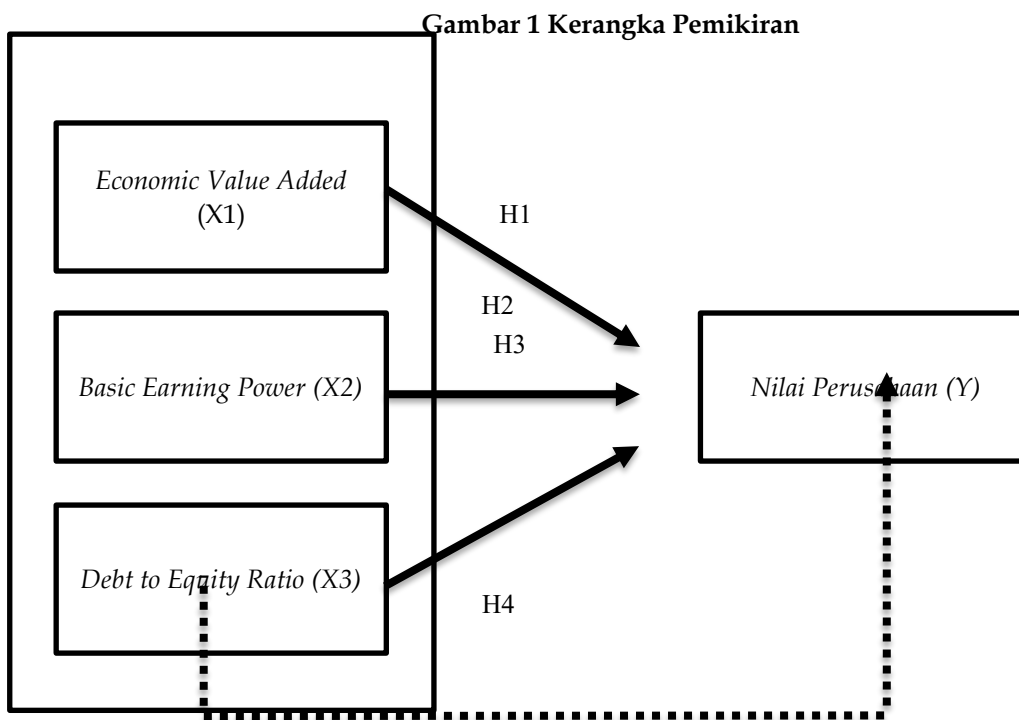 Gambar 1 Kerangka Pemikiran
Economic Value Added
(X1)
H1
H2
H3
Basic Earning Power (X2)
Nilai Perusahaan (Y)
Debt to Equity Ratio (X3)
H4